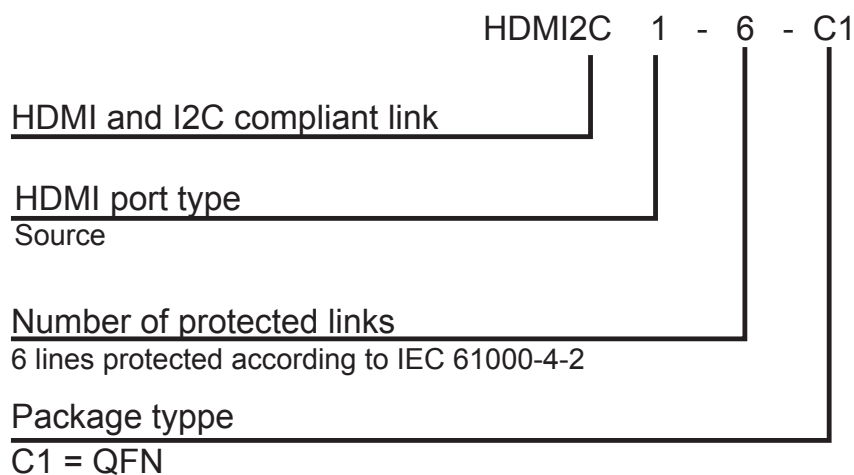 HDMI2C 1 - 6 - C1
HDMI and I2C compliant link
HDMI port type
Source
Number of protected links
6 lines protected according to IEC 61000-4-2
Package typpe
C1 = QFN